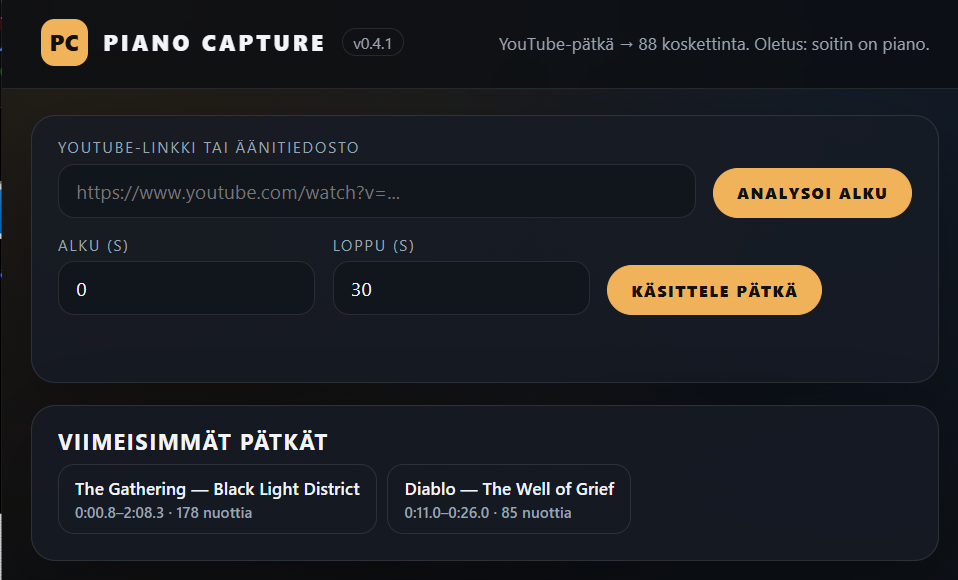 PC PIANO CAPTURE v0.4.1 YouTube-pätkä → 88 koskettinta. Oletus: soitin on piano.
YOUTUBE-LINKKI TAI ÄÄNITIEDOSTO
https://www.youtube.com/watch?v=...
ANALYSOI ALKU
ALKU (S) LOPPU (S)
0 30 KÄSITTELE PÄTKÄ
VIIMEISIMMÄT PÄTKÄT
The Gathering — Black Light District
0:00.8–2:08.3 · 178 nuottia
Diablo — The Well of Grief
0:11.0–0:26.0 · 85 nuottia